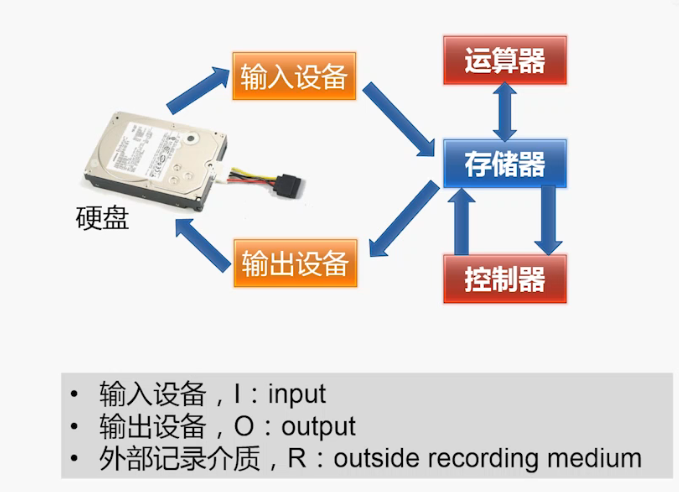 输入设备
运算器
存储器
硬盘
输出设备
控制器
• 输入设备，I：input
• 输出设备，O：output
• 外部记录介质，R：outside recording medium